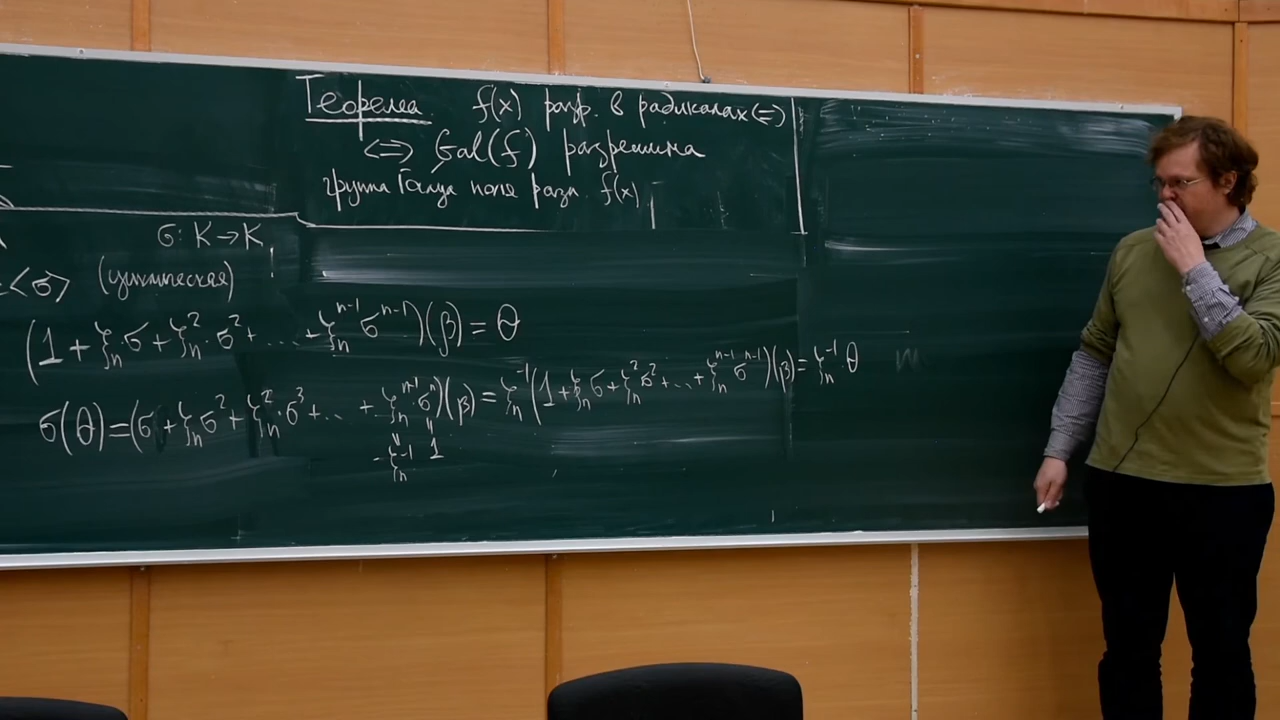 Теорема. f(x) разр. в радикалах (=)
<=> Gal(f) разрешима
группа Галуа поля разл. f(x)
σ: K → K
<σ> (циклическая)
(1 + ζ_n·σ + ζ_n^2·σ^2 + ... + ζ_n^{n-1} σ^{n-1})(β) = θ
σ(θ) = (σ + ζ_n σ^2 + ζ_n^2·σ^3 + ... + ζ_n^{n-1} σ^n)(β) = ζ_n^{-1}(1 + ζ_n σ + ζ_n^2 σ^2 + ... + ζ_n^{n-1} σ^{n-1})(β) = ζ_n^{-1}·θ
ζ_n^{-1} 1